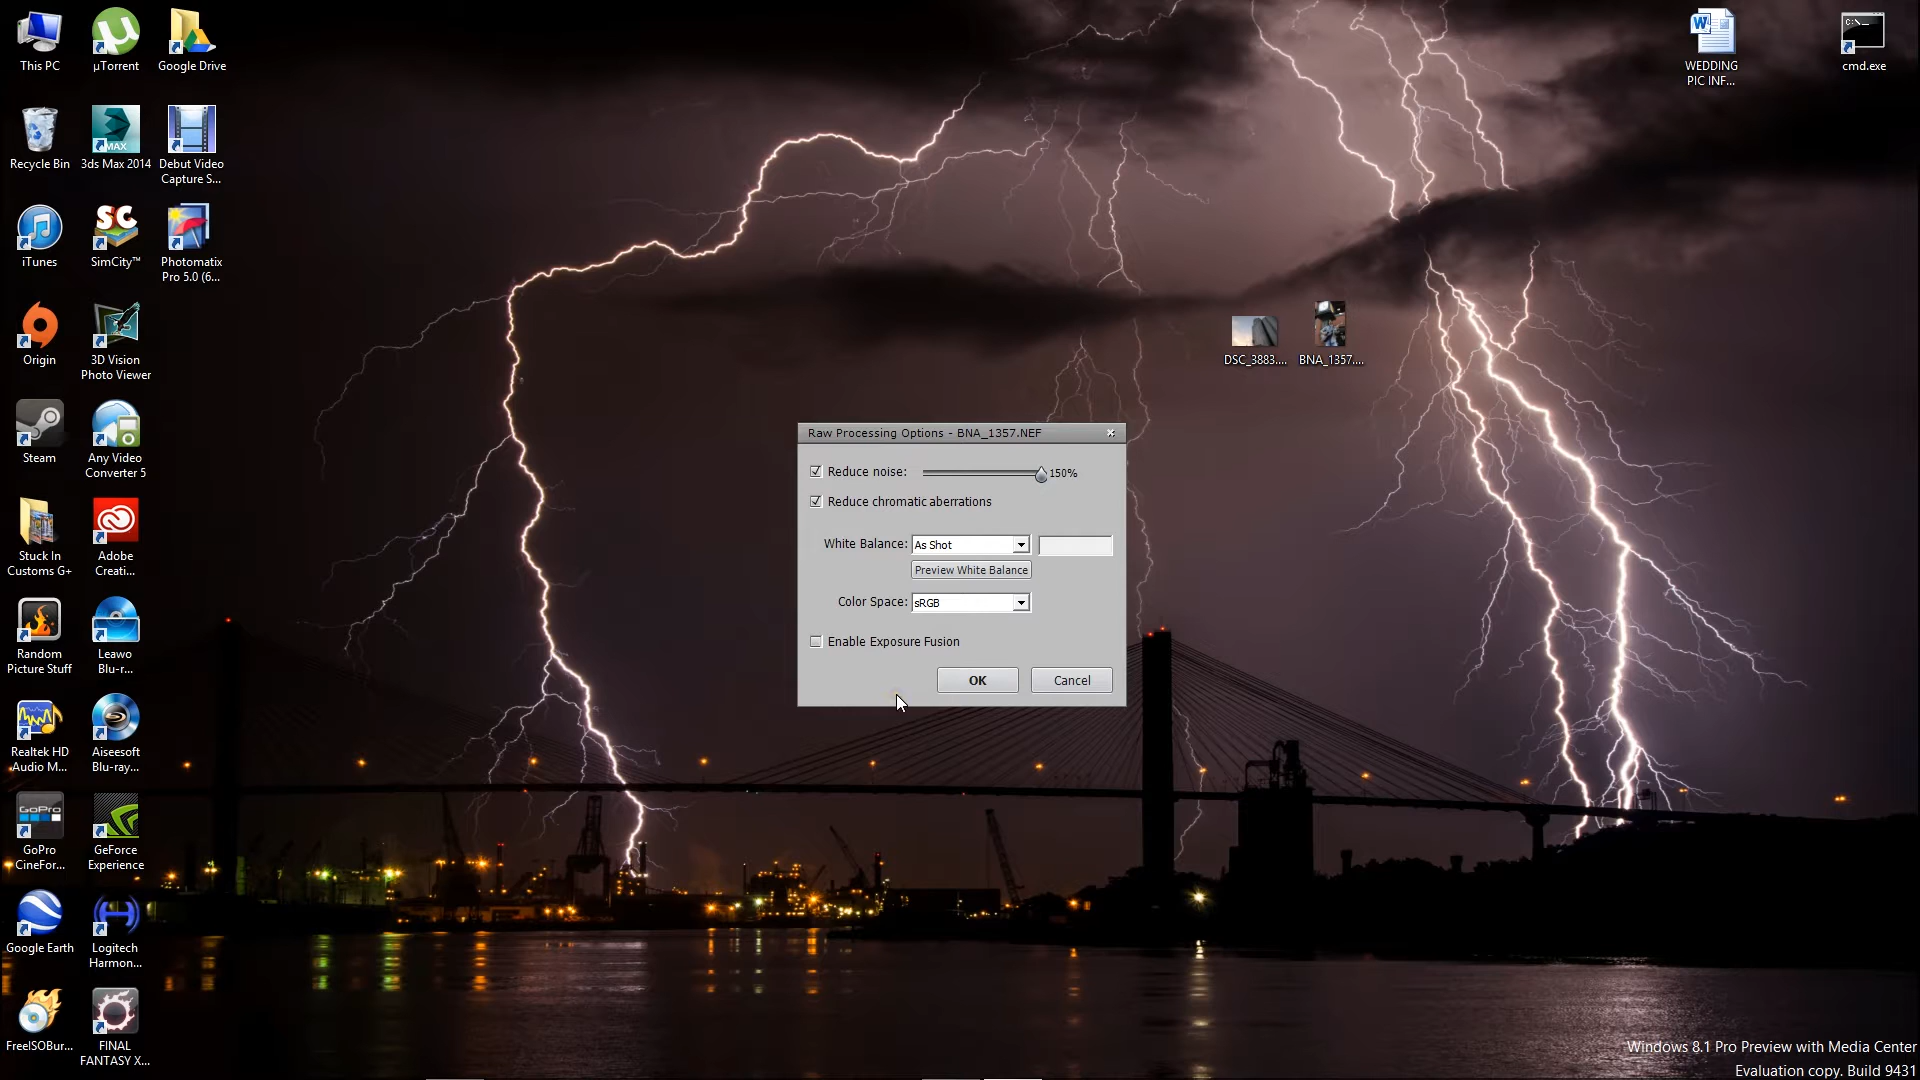 This PC
µTorrent
Google Drive
Recycle Bin
3ds Max 2014
Debut Video
Capture S...
iTunes
SimCity™
Photomatix
Pro 5.0 (6...
Origin
3D Vision
Photo Viewer
Steam
Any Video
Converter 5
Stuck In
Customs G+
Adobe
Creati...
Random
Picture Stuff
Leawo
Blu-r...
Realtek HD
Audio M...
Aiseesoft
Blu-ray...
GoPro
CineFor...
GeForce
Experience
Google Earth
Logitech
Harmon...
FreeISOBur...
FINAL
FANTASY X...
WEDDING
PIC INF...
cmd.exe
DSC_3883....
BNA_1357....
Raw Processing Options - BNA_1357.NEF
Reduce noise:
150%
Reduce chromatic aberrations
White Balance:
As Shot
Preview White Balance
Color Space:
sRGB
Enable Exposure Fusion
OK
Cancel
Windows 8.1 Pro Preview with Media Center
Evaluation copy. Build 9431
MAX
SC
GoPro
W
C:\_